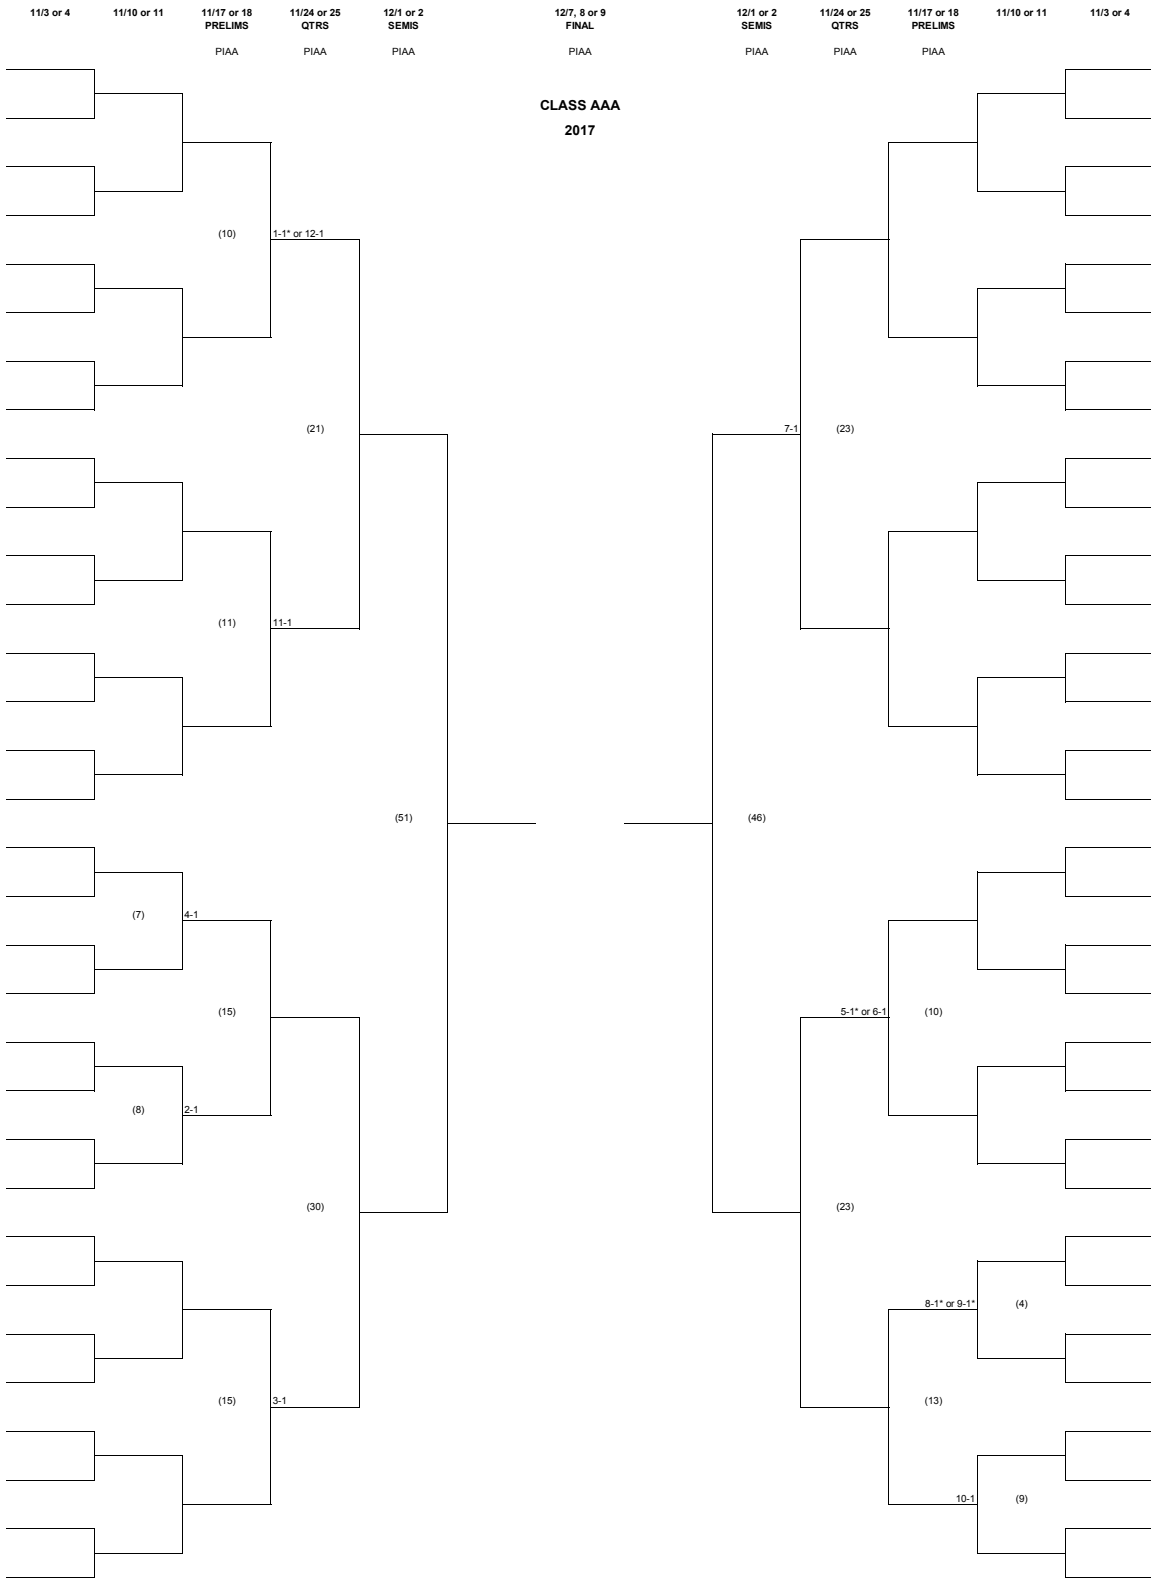 11/3 or 4 11/10 or 11 11/17 or 18 11/24 or 25 12/1 or 2 12/7, 8 or 9 12/1 or 2 11/24 or 25 11/17 or 18 11/10 or 11 11/3 or 4
PRELIMS QTRS SEMIS FINAL SEMIS QTRS PRELIMS
PIAA PIAA PIAA PIAA PIAA PIAA PIAA
CLASS AAA
2017
(10) 1-1* or 12-1
(21) 7-1 (23)
(11) 11-1
(51) (46)
(7) 4-1
(15) 5-1* or 6-1 (10)
(8) 2-1
(30) (23)
8-1* or 9-1* (4)
(15) 3-1 (13)
10-1 (9)